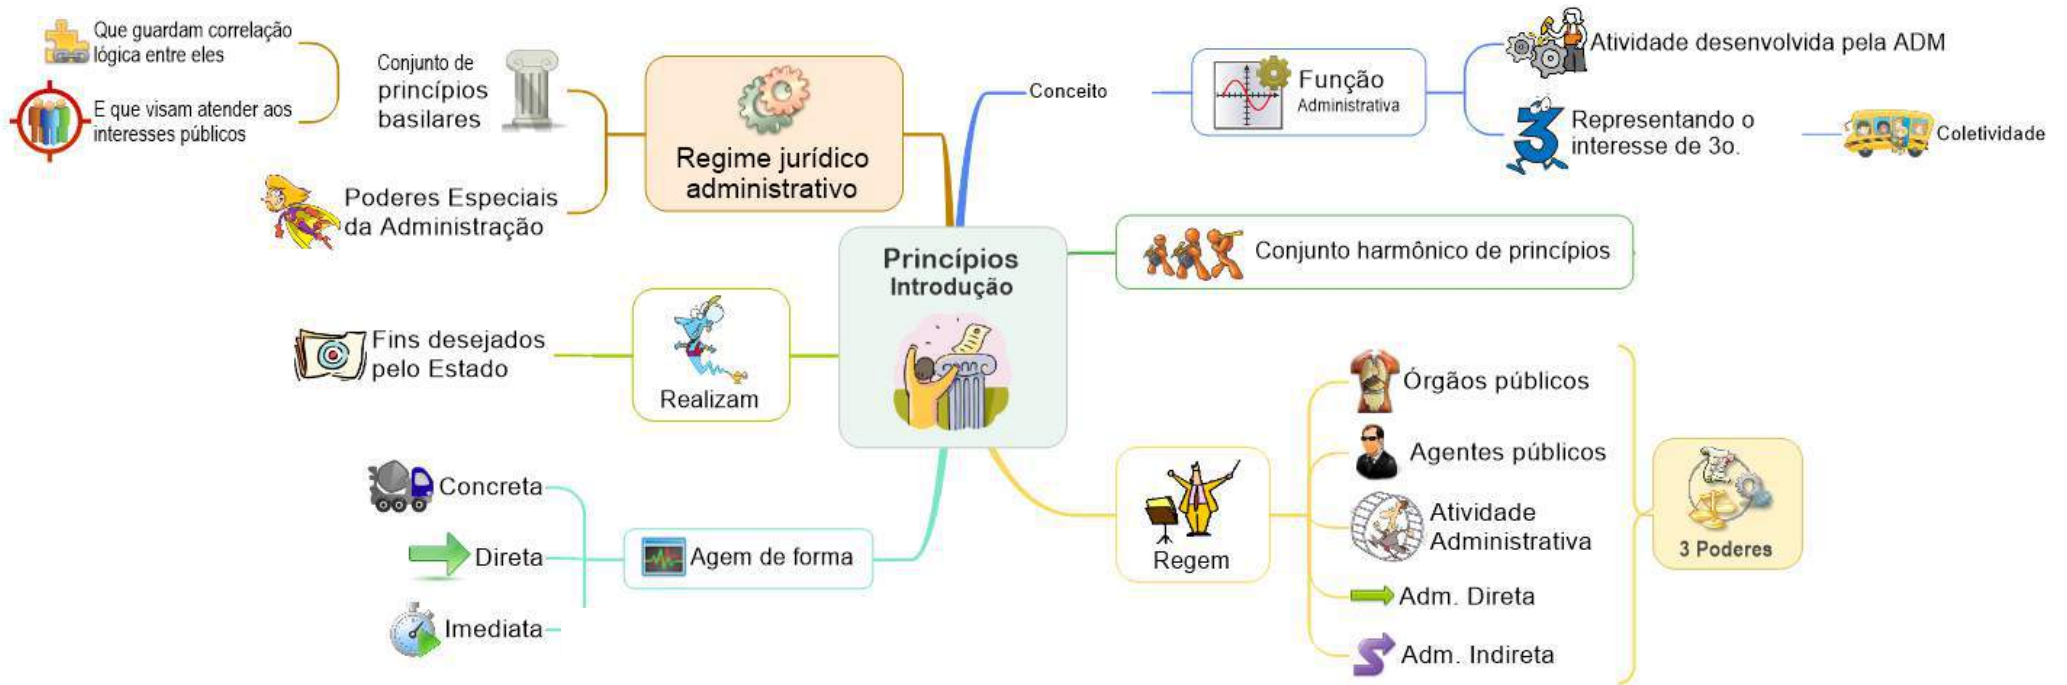 Princípios
Introdução
Conceito
Função
Administrativa
Atividade desenvolvida pela ADM
3
Representando o
interesse de 3o.
Coletividade
Conjunto harmônico de princípios
Regem
Órgãos públicos
Agentes públicos
Atividade
Administrativa
Adm. Direta
Adm. Indireta
3 Poderes
Agem de forma
Concreta
Direta
Imediata
Realizam
Fins desejados
pelo Estado
Regime jurídico
administrativo
Conjunto de
princípios
basilares
Que guardam correlação
lógica entre eles
E que visam atender aos
interesses públicos
Poderes Especiais
da Administração